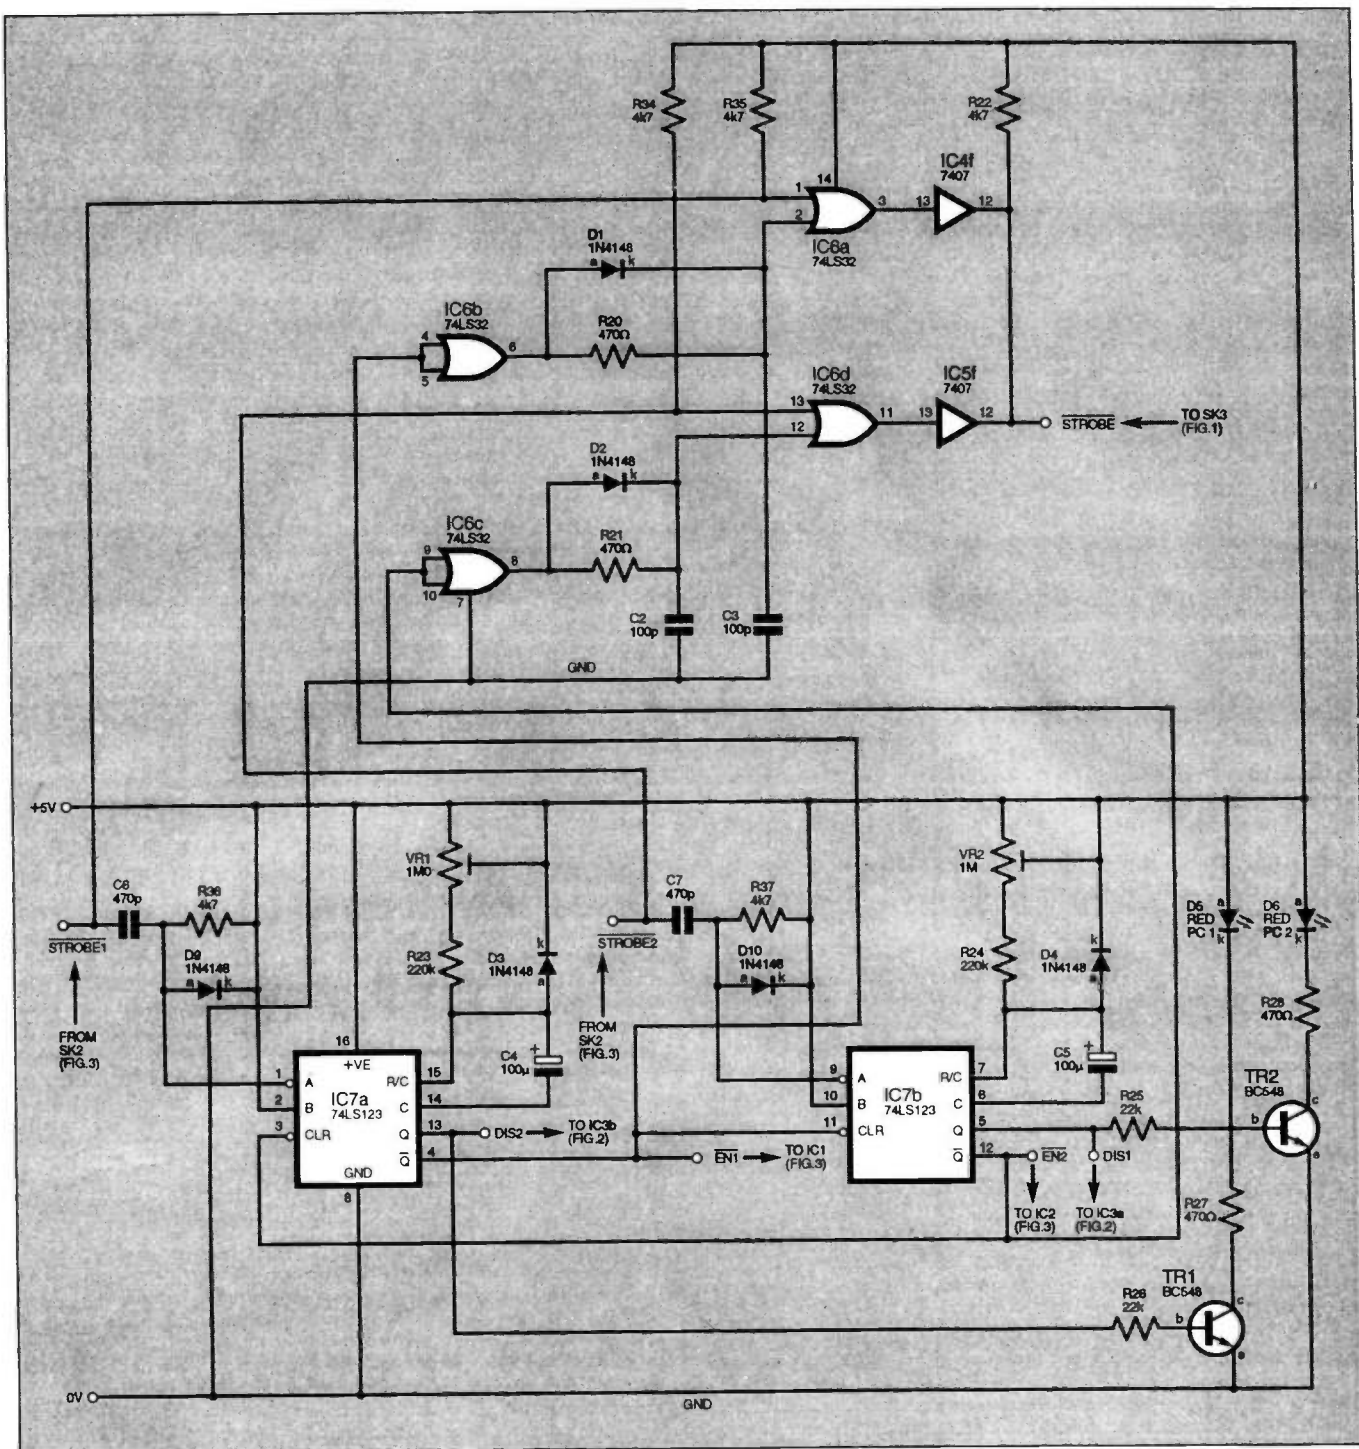 R34
4k7
R35
4k7
R22
4k7
14
1
2
IC6a
74LS32
3
13
IC4f
7407
12
D1
1N4148
a
k
R20
470Ω
IC6b
74LS32
4
5
6
IC6d
74LS32
13
12
11
13
IC5f
7407
12
STROBE
TO SK3
(FIG.1)
D2
1N4148
a
k
IC6c
74LS32
9
10
7
8
R21
470Ω
C2
100p
C3
100p
GND
+5V
VR1
1M0
VR2
1M
C6
470p
R36
4k7
STROBE1
D9
1N4148
a
k
R23
220k
D3
1N4148
k
a
C7
470p
R37
4k7
STROBE2
D10
1N4148
a
k
R24
220k
D4
1N4148
k
a
D5
RED
PC 1
a
k
D6
RED
PC 2
a
k
R28
470Ω
FROM
SK2
(FIG.3)
FROM
SK2
(FIG.3)
16
+VE
1
A
2
B
3
CLR
IC7a
74LS123
R/C
15
C
14
Q
13
Q
4
GND
8
C4
100µ
+
DIS2
TO IC3b
(FIG.2)
EN1
TO IC1
(FIG.3)
9
A
10
B
11
CLR
IC7b
74LS123
R/C
7
C
6
Q
5
Q
12
C5
100µ
+
R25
22k
TR2
BC548
b
c
e
EN2
DIS1
TO IC2
(FIG.3)
TO IC3a
(FIG.2)
R27
470Ω
R26
22k
TR1
BC548
b
c
e
0V
GND